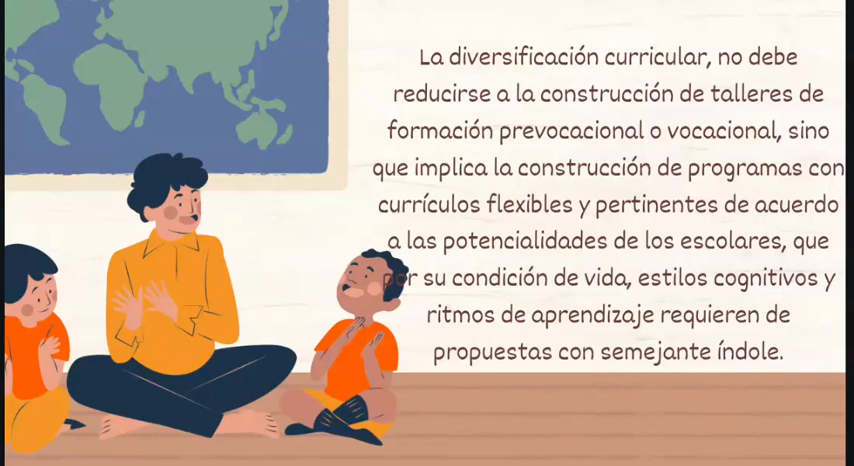 La diversificación curricular, no debe
reducirse a la construcción de talleres de
formación prevocacional o vocacional, sino
que implica la construcción de programas con
currículos flexibles y pertinentes de acuerdo
a las potencialidades de los escolares, que
por su condición de vida, estilos cognitivos y
ritmos de aprendizaje requieren de
propuestas con semejante índole.